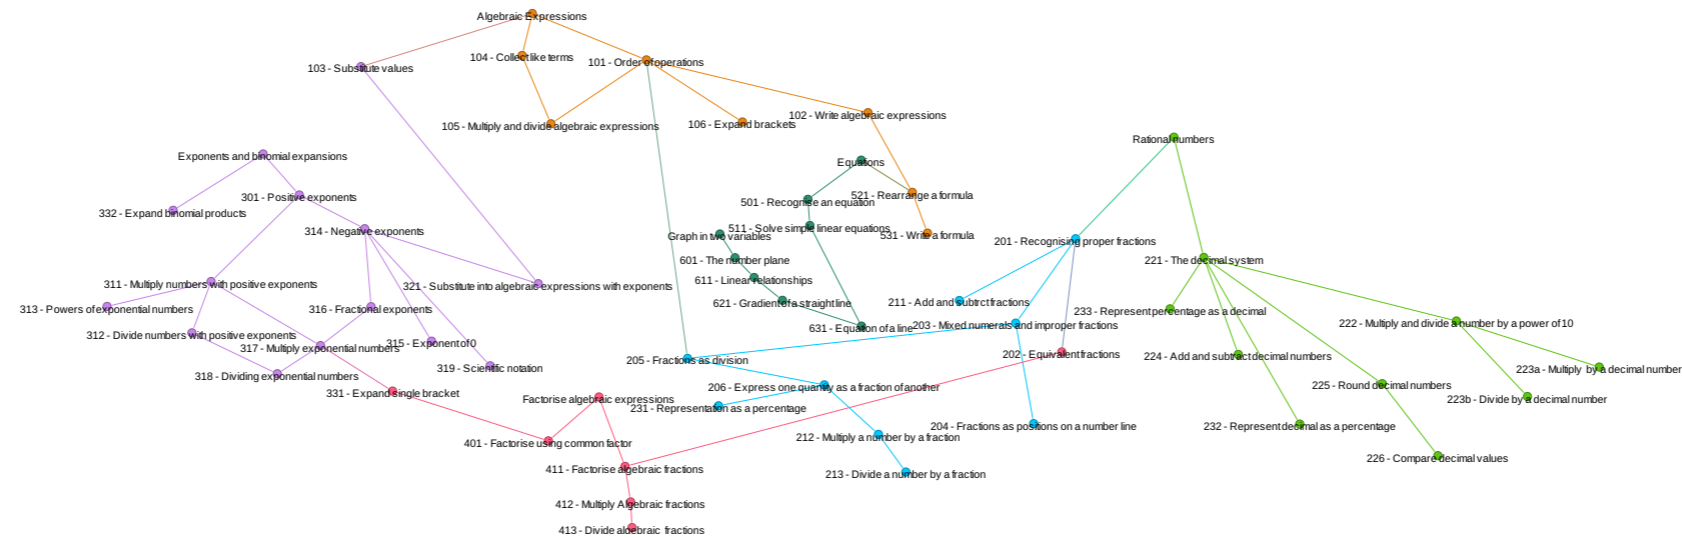 Algebraic Expressions
104 - Collect like terms
101 - Order of operations
103 - Substitute values
102 - Write algebraic expressions
105 - Multiply and divide algebraic expressions
106 - Expand brackets
Rational numbers
Exponents and binomial expansions
Equations
301 - Positive exponents
521 - Rearrange a formula
501 - Recognise an equation
332 - Expand binomial products
314 - Negative exponents
511 - Solve simple linear equations
Graph in two variables
531 - Write a formula
201 - Recognising proper fractions
601 - The number plane
221 - The decimal system
611 - Linear relationships
311 - Multiply numbers with positive exponents
321 - Substitute into algebraic expressions with exponents
621 - Gradient of a straight line
211 - Add and subtrct fractions
313 - Powers of exponential numbers
316 - Fractional exponents
233 - Represent percentage as a decimal
631 - Equation of a line
203 - Mixed numerals and improper fractions
222 - Multiply and divide a number by a power of 10
312 - Divide numbers with positive exponents
315 - Exponent of 0
317 - Multiply exponential numbers
202 - Equivalent fractions
224 - Add and subtract decimal numbers
205 - Fractions as division
319 - Scientific notation
223a - Multiply by a decimal number
318 - Dividing exponential numbers
225 - Round decimal numbers
206 - Express one quantity as a fraction of another
331 - Expand single bracket
Factorise algebraic expressions
223b - Divide by a decimal number
231 - Representation as a percentage
204 - Fractions as positions on a number line
232 - Represent decimal as a percentage
212 - Multiply a number by a fraction
401 - Factorise using common factor
226 - Compare decimal values
411 - Factorise algebraic fractions
213 - Divide a number by a fraction
412 - Multiply Algebraic fractions
413 - Divide algebraic fractions